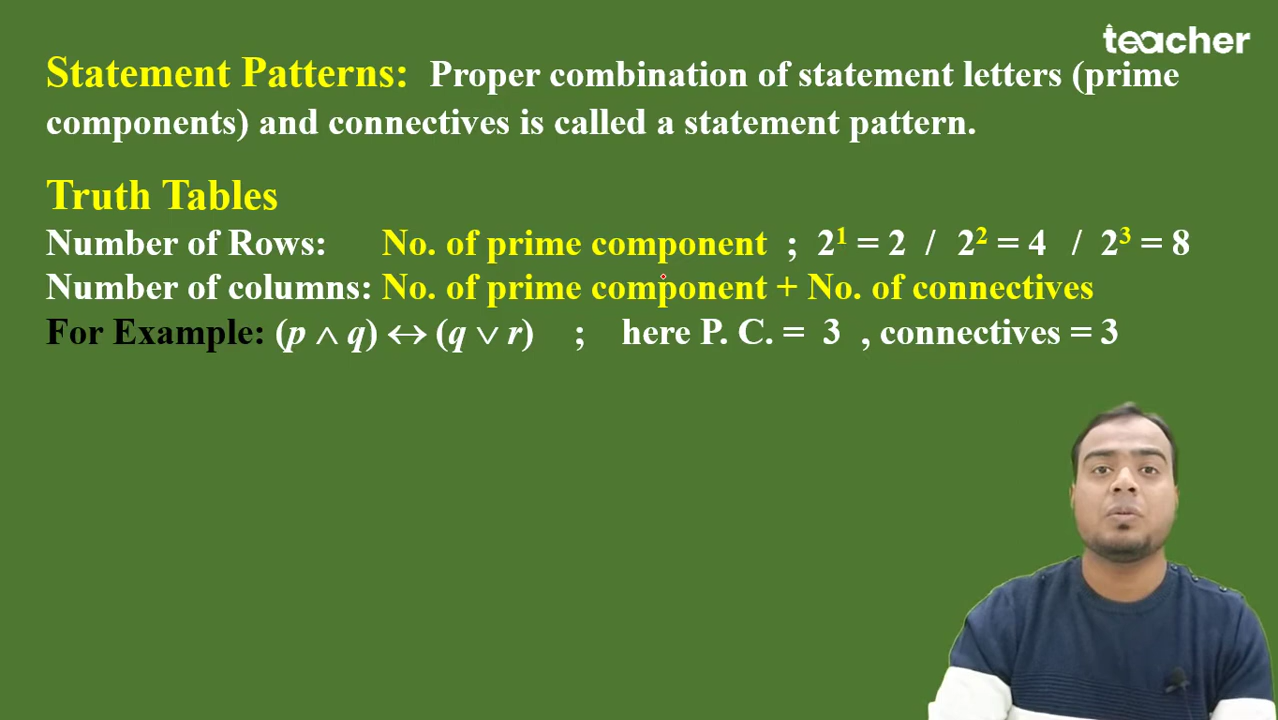 teacher
Statement Patterns: Proper combination of statement letters (prime
components) and connectives is called a statement pattern.
Truth Tables
Number of Rows: No. of prime component ; 2¹ = 2 / 2² = 4 / 2³ = 8
Number of columns: No. of prime component + No. of connectives
For Example: (p ∧ q) ↔ (q ∨ r) ; here P. C. = 3 , connectives = 3